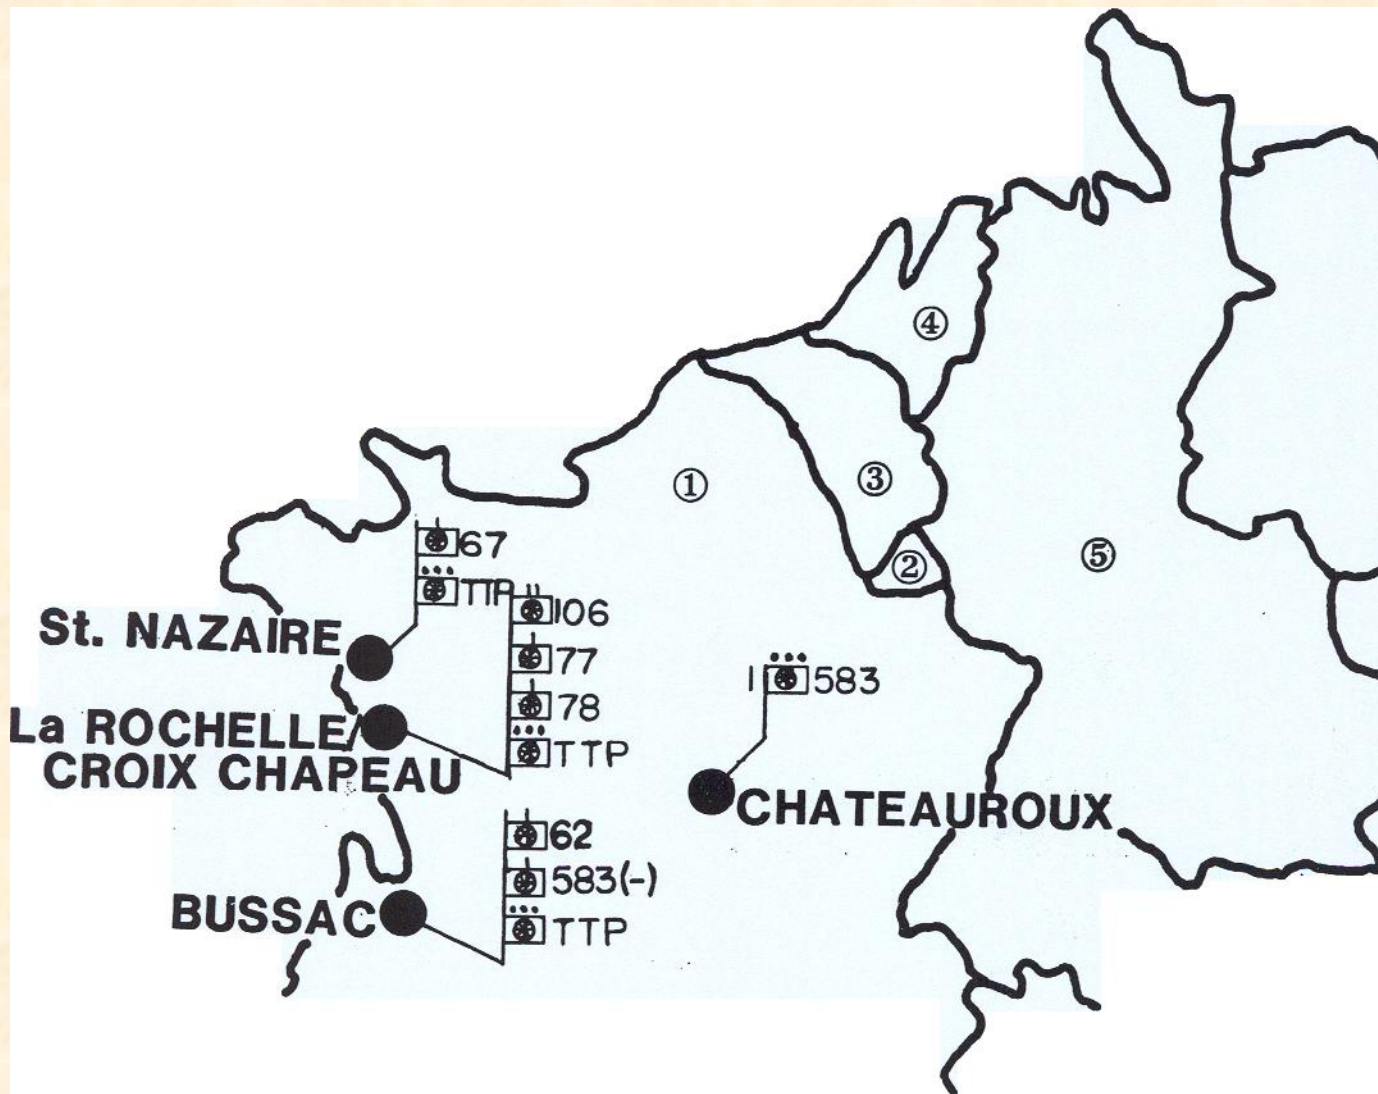 ④
③
①
②
⑤
67
TTP
St. NAZAIRE
106
77
78
TTP
La ROCHELLE/
CROIX CHAPEAU
1 583
CHATEAUROUX
62
583(-)
TTP
BUSSAC